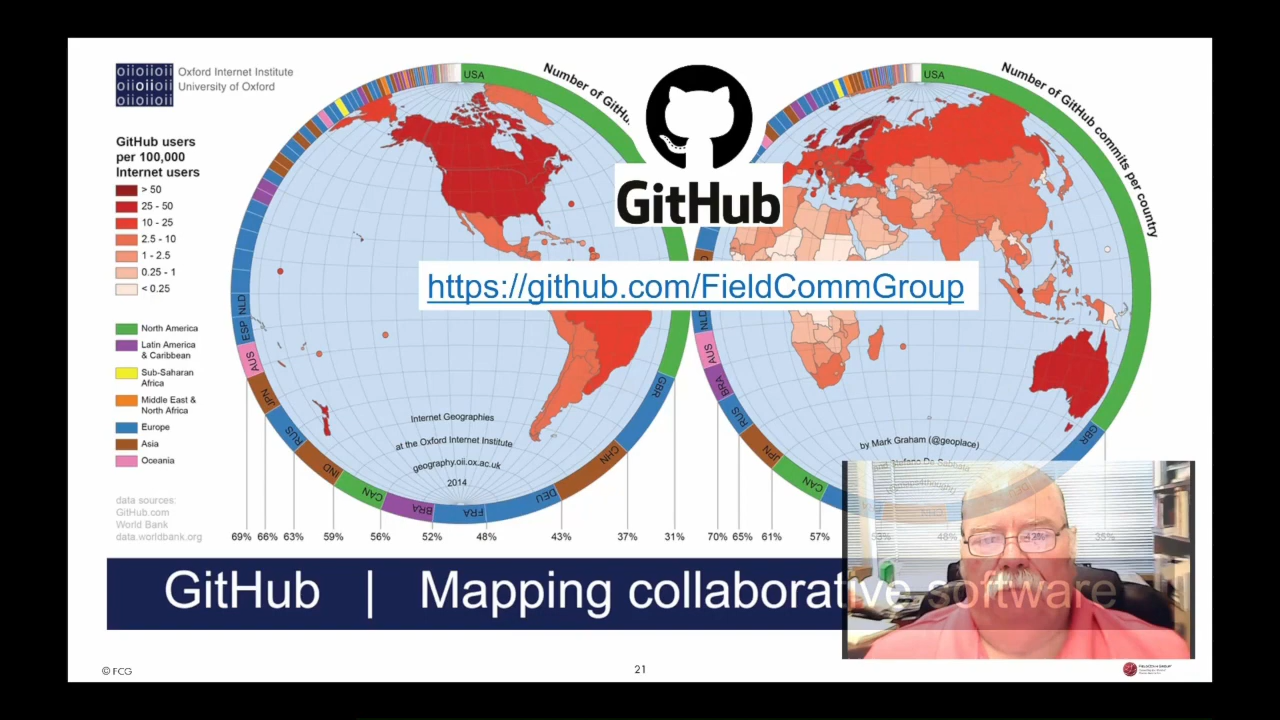 oiioiioii
oiioiioii
oiioiioii
Oxford Internet Institute
University of Oxford
GitHub users
per 100,000
Internet users
> 50
25 - 50
10 - 25
2.5 - 10
1 - 2.5
0.25 - 1
< 0.25
North America
Latin America
& Caribbean
Sub-Saharan
Africa
Middle East &
North Africa
Europe
Asia
Oceania
data sources:
GitHub.com
World Bank
data.worldbank.org
USA
Number of GitHu
GBR
CHN
DEU
FRA
BRA
CAN
IND
RUS
JPN
AUS
ESP
NLD
Internet Geographies
at the Oxford Internet Institute
geography.oii.ox.ac.uk
2014
69% 66% 63% 59% 56% 52% 48% 43% 37% 31%
GitHub
https://github.com/FieldCommGroup
USA
Number of GitHub commits per country
GBR
CAN
JPN
RUS
BRA
AUS
NLD
by Mark Graham (@geoplace)
70% 65% 61% 57% 48% 35%
GitHub | Mapping collaborative software
© FCG
21